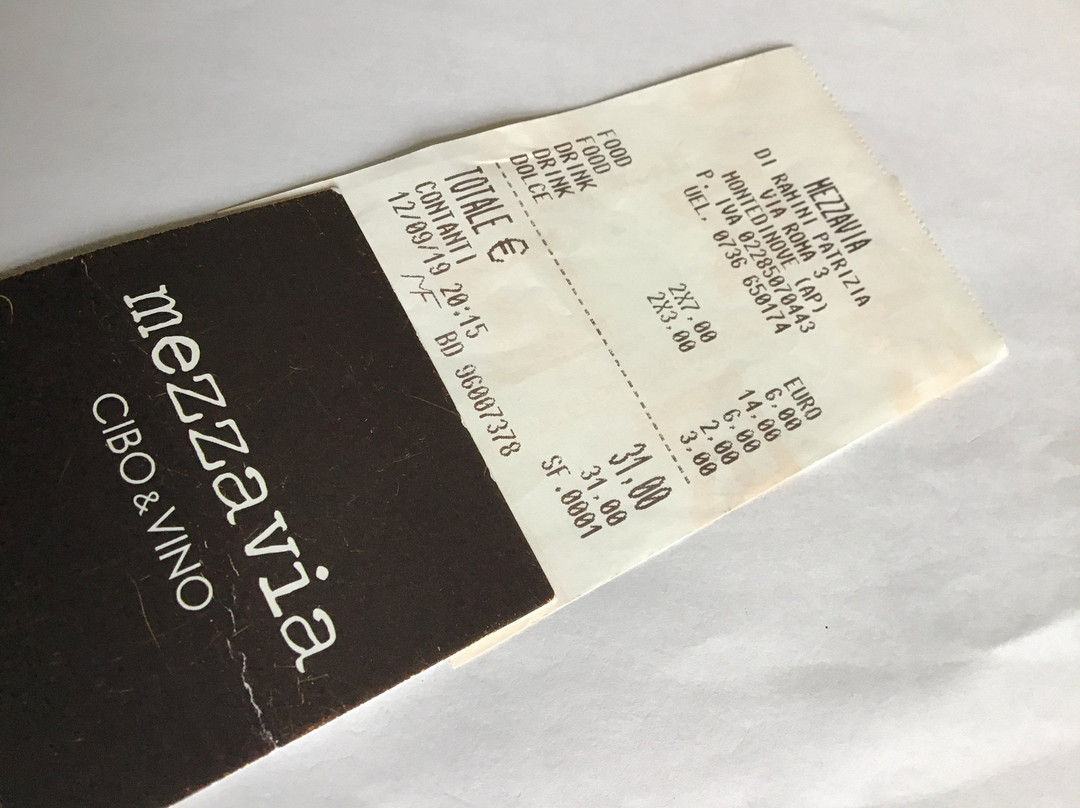 MEZZAVIA
DI RAMINI PATRIZIA
VIA ROMA 3
MONTEDINOVE (AP)
P. IVA 02285070443
UEL. 0736 650174
EURO
FOOD 6,00
FOOD 2X7,00 14,00
DRINK 2X3,00 6,00
DRINK 2,00
DOLCE 3,00
TOTALE € 31,00
CONTANTI 31,00
12/09/19 20:15 SF.0001
MF BD 96007378
mezzavia
CIBO & VINO